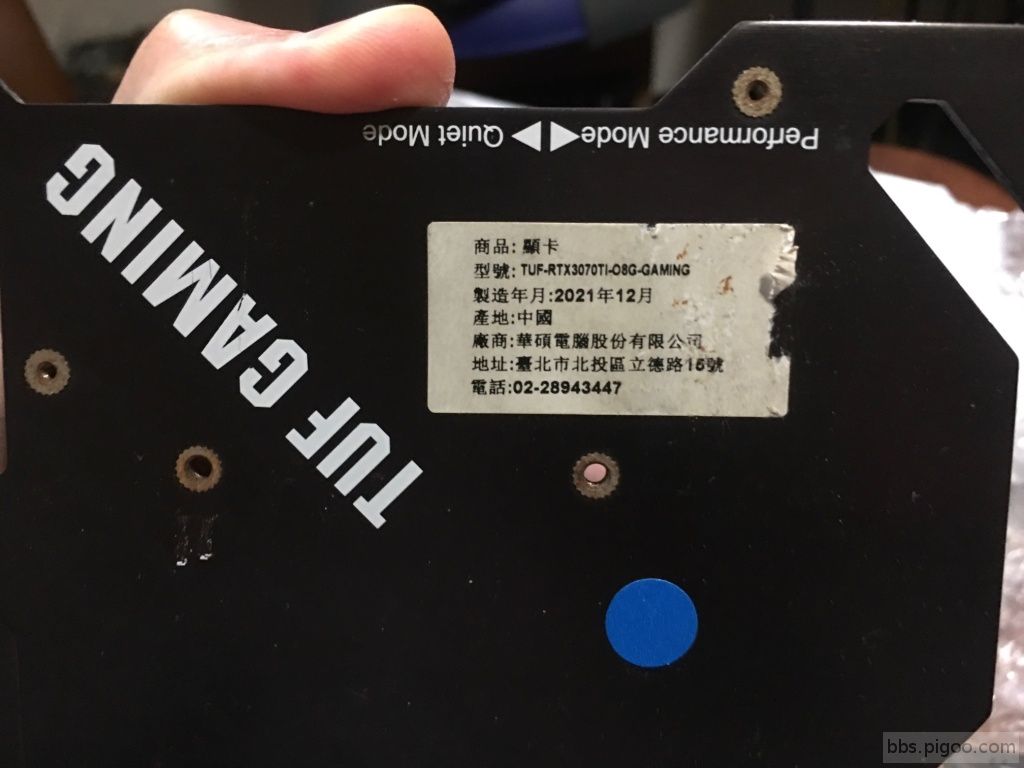 Performance Mode◀▶Quiet Mode
TUF GAMING
商品: 顯卡
型號: TUF-RTX3070TI-O8G-GAMING
製造年月:2021年12月
產地:中國
廠商:華碩電腦股份有限公司
地址:臺北市北投區立德路15號
電話:02-28943447
bbs.pigoo.com